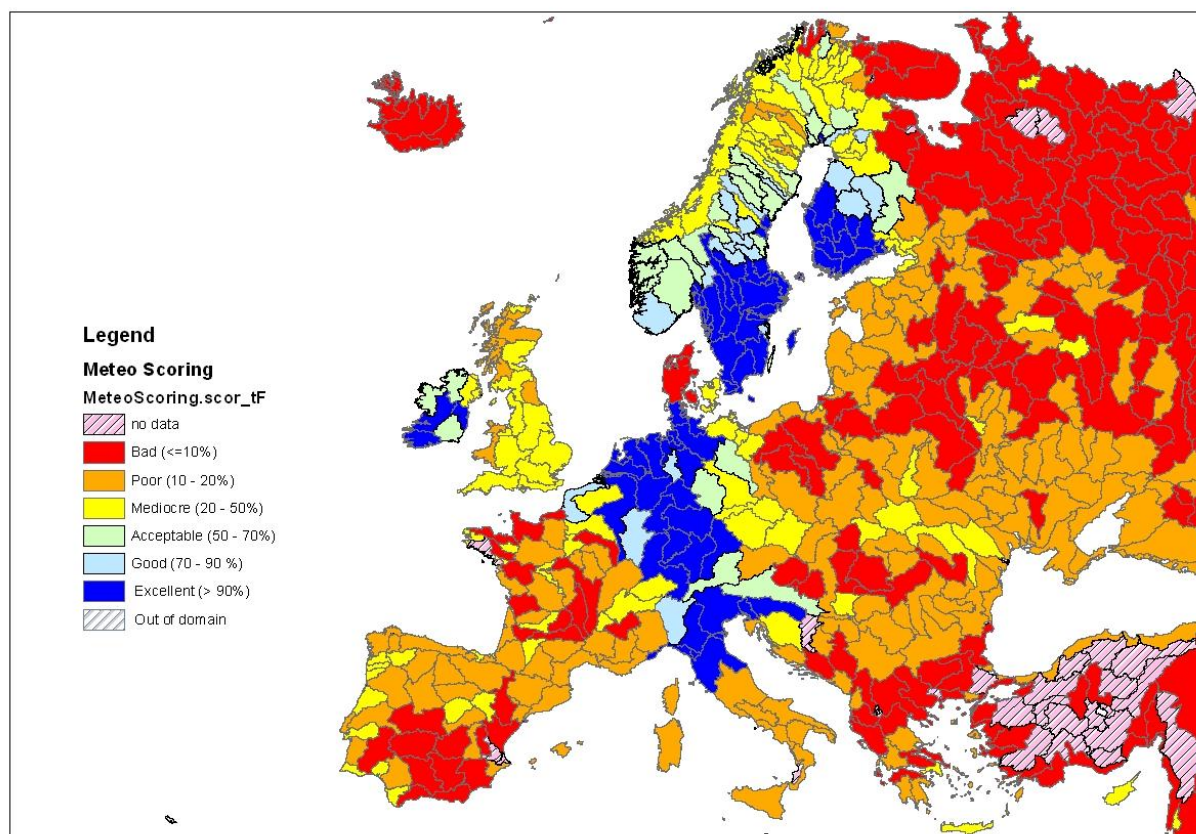 Legend
Meteo Scoring
MeteoScoring.scor_tF
no data
Bad (<=10%)
Poor (10 - 20%)
Mediocre (20 - 50%)
Acceptable (50 - 70%)
Good (70 - 90 %)
Excellent (> 90%)
Out of domain